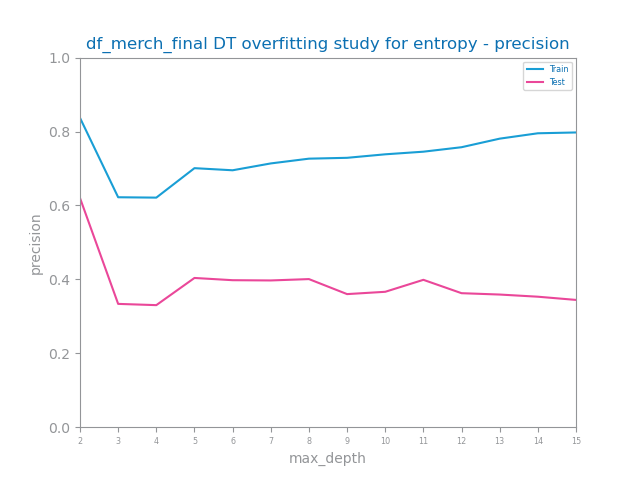 df_merch_final DT overfitting study for entropy - precision
1.0
0.8
0.6
0.4
0.2
0.0
precision
Train
Test
2 3 4 5 6 7 8 9 10 11 12 13 14 15
max_depth